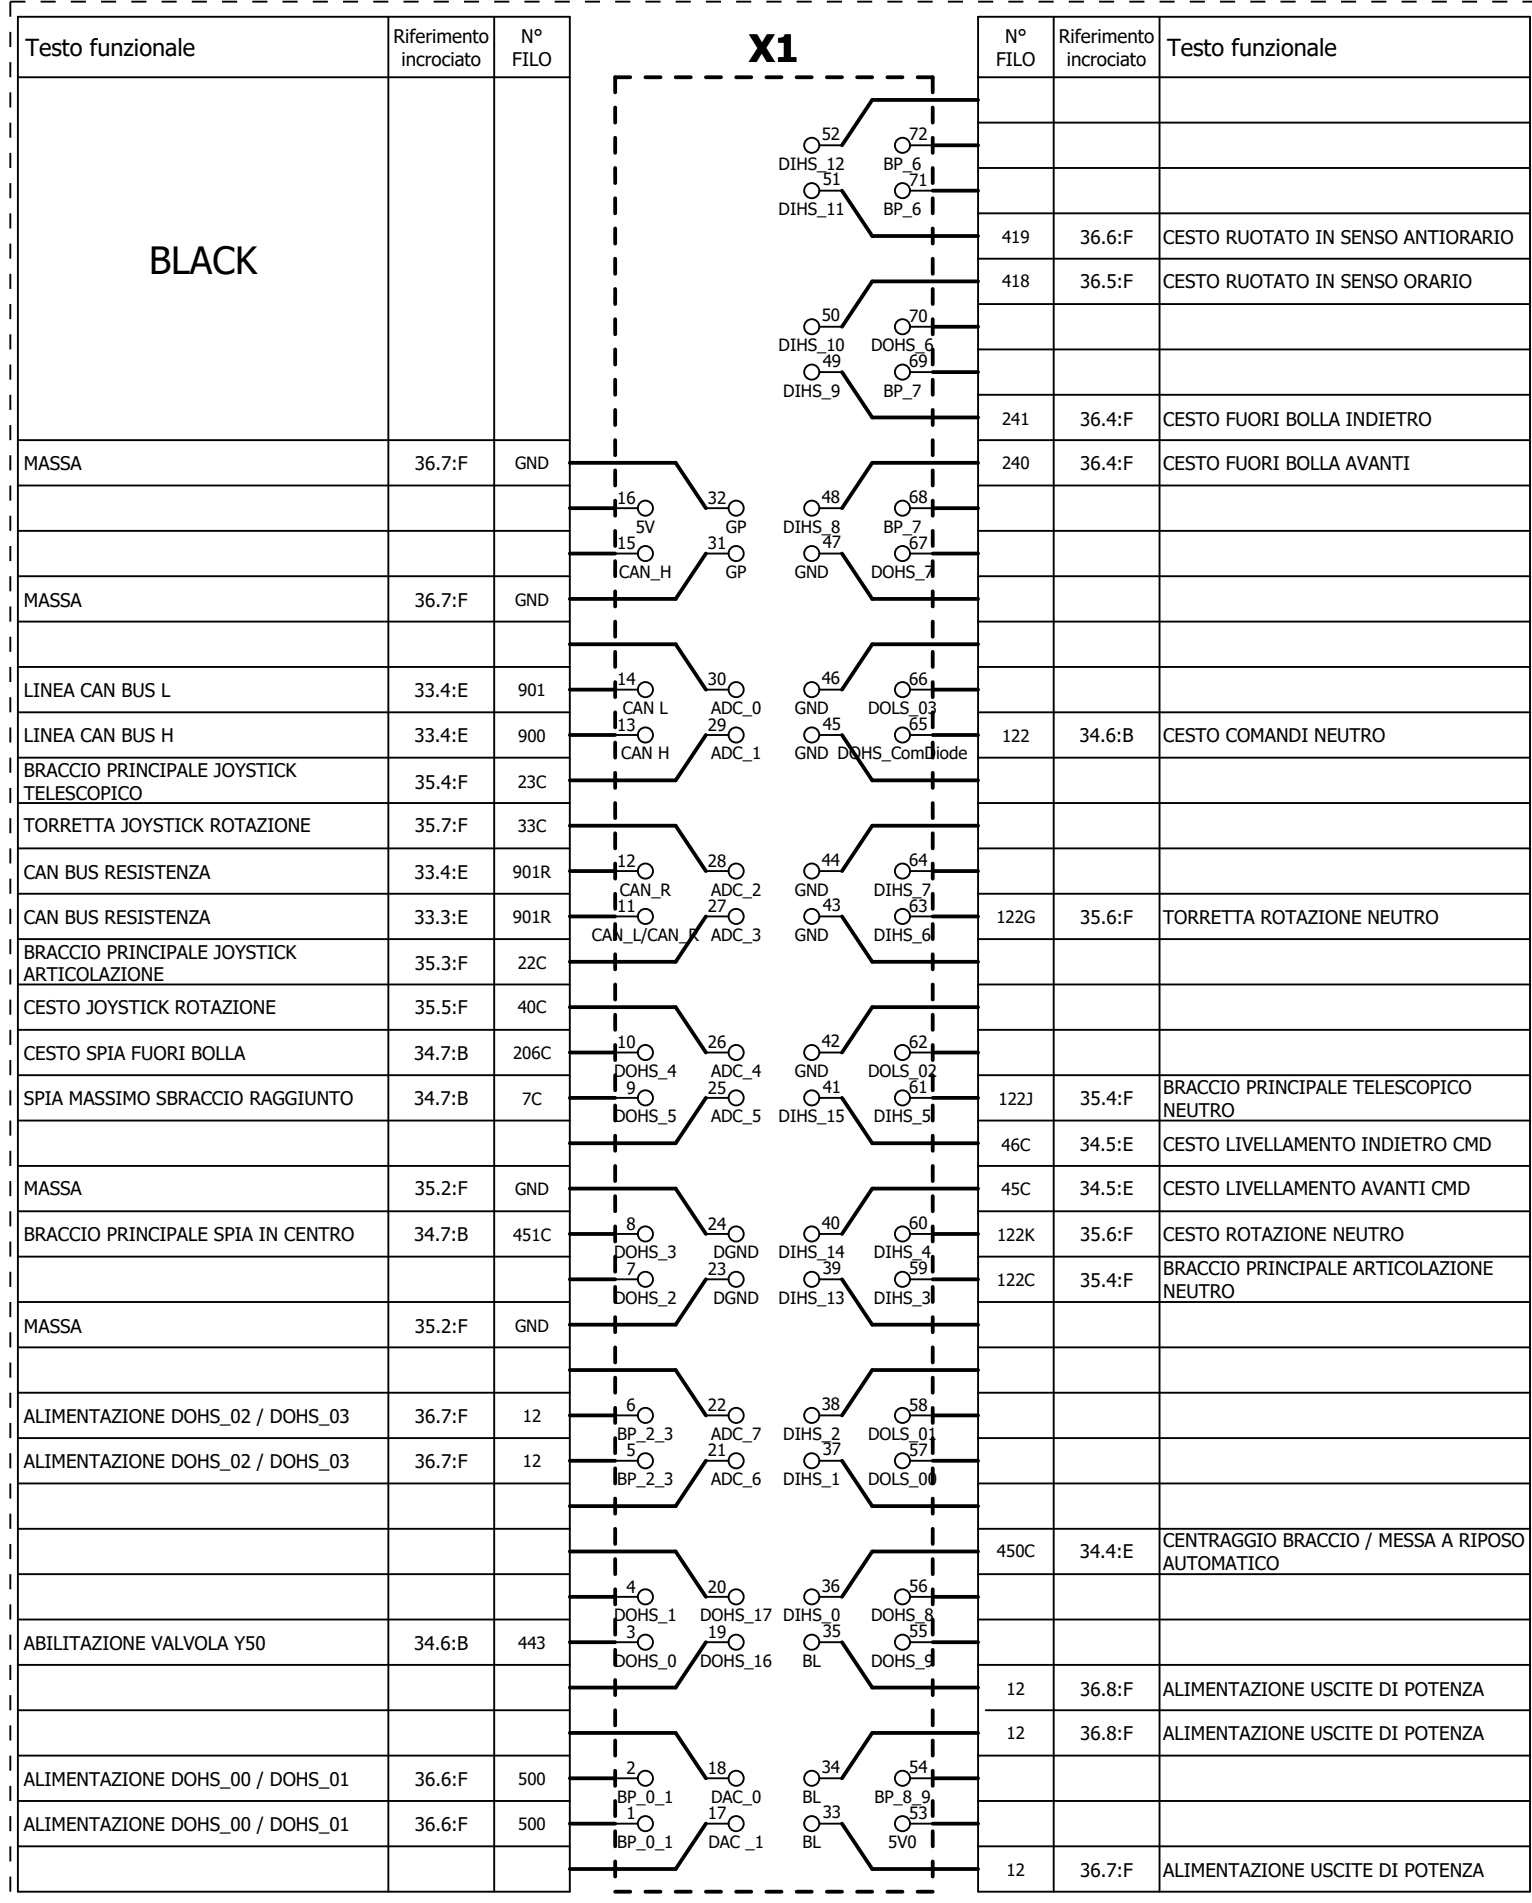 Testo funzionale
Riferimento incrociato
N° FILO
X1
N° FILO
Riferimento incrociato
Testo funzionale
BLACK
52 DIHS_12 72 BP_6
51 DIHS_11 71 BP_6
419 36.6:F CESTO RUOTATO IN SENSO ANTIORARIO
418 36.5:F CESTO RUOTATO IN SENSO ORARIO
50 DIHS_10 70 DOHS_6
49 DIHS_9 69 BP_7
241 36.4:F CESTO FUORI BOLLA INDIETRO
MASSA 36.7:F GND
240 36.4:F CESTO FUORI BOLLA AVANTI
16 5V 32 GP 48 DIHS_8 68 BP_7
15 CAN_H 31 GP 47 GND 67 DOHS_7
MASSA 36.7:F GND
LINEA CAN BUS L 33.4:E 901
14 CAN L 30 ADC_0 46 GND 66 DOLS_03
LINEA CAN BUS H 33.4:E 900
13 CAN H 29 ADC_1 45 GND 65 DOHS_ComDiode
122 34.6:B CESTO COMANDI NEUTRO
BRACCIO PRINCIPALE JOYSTICK
TELESCOPICO 35.4:F 23C
TORRETTA JOYSTICK ROTAZIONE 35.7:F 33C
CAN BUS RESISTENZA 33.4:E 901R
12 CAN_R 28 ADC_2 44 GND 64 DIHS_7
CAN BUS RESISTENZA 33.3:E 901R
11 CAN_L/CAN_R 27 ADC_3 43 GND 63 DIHS_6
122G 35.6:F TORRETTA ROTAZIONE NEUTRO
BRACCIO PRINCIPALE JOYSTICK
ARTICOLAZIONE 35.3:F 22C
CESTO JOYSTICK ROTAZIONE 35.5:F 40C
CESTO SPIA FUORI BOLLA 34.7:B 206C
10 DOHS_4 26 ADC_4 42 GND 62 DOLS_02
SPIA MASSIMO SBRACCIO RAGGIUNTO 34.7:B 7C
9 DOHS_5 25 ADC_5 41 DIHS_15 61 DIHS_5
122J 35.4:F BRACCIO PRINCIPALE TELESCOPICO
NEUTRO
46C 34.5:E CESTO LIVELLAMENTO INDIETRO CMD
MASSA 35.2:F GND
45C 34.5:E CESTO LIVELLAMENTO AVANTI CMD
BRACCIO PRINCIPALE SPIA IN CENTRO 34.7:B 451C
8 DOHS_3 24 DGND 40 DIHS_14 60 DIHS_4
122K 35.6:F CESTO ROTAZIONE NEUTRO
7 DOHS_2 23 DGND 39 DIHS_13 59 DIHS_3
122C 35.4:F BRACCIO PRINCIPALE ARTICOLAZIONE
NEUTRO
MASSA 35.2:F GND
ALIMENTAZIONE DOHS_02 / DOHS_03 36.7:F 12
6 BP_2_3 22 ADC_7 38 DIHS_2 58 DOLS_01
ALIMENTAZIONE DOHS_02 / DOHS_03 36.7:F 12
5 BP_2_3 21 ADC_6 37 DIHS_1 57 DOLS_00
450C 34.4:E CENTRAGGIO BRACCIO / MESSA A RIPOSO
AUTOMATICO
4 DOHS_1 20 DOHS_17 36 DIHS_0 56 DOHS_8
ABILITAZIONE VALVOLA Y50 34.6:B 443
3 DOHS_0 19 DOHS_16 35 BL 55 DOHS_9
12 36.8:F ALIMENTAZIONE USCITE DI POTENZA
12 36.8:F ALIMENTAZIONE USCITE DI POTENZA
ALIMENTAZIONE DOHS_00 / DOHS_01 36.6:F 500
2 BP_0_1 18 DAC_0 34 BL 54 BP_8_9
ALIMENTAZIONE DOHS_00 / DOHS_01 36.6:F 500
1 BP_0_1 17 DAC _1 33 BL 53 5V0
12 36.7:F ALIMENTAZIONE USCITE DI POTENZA